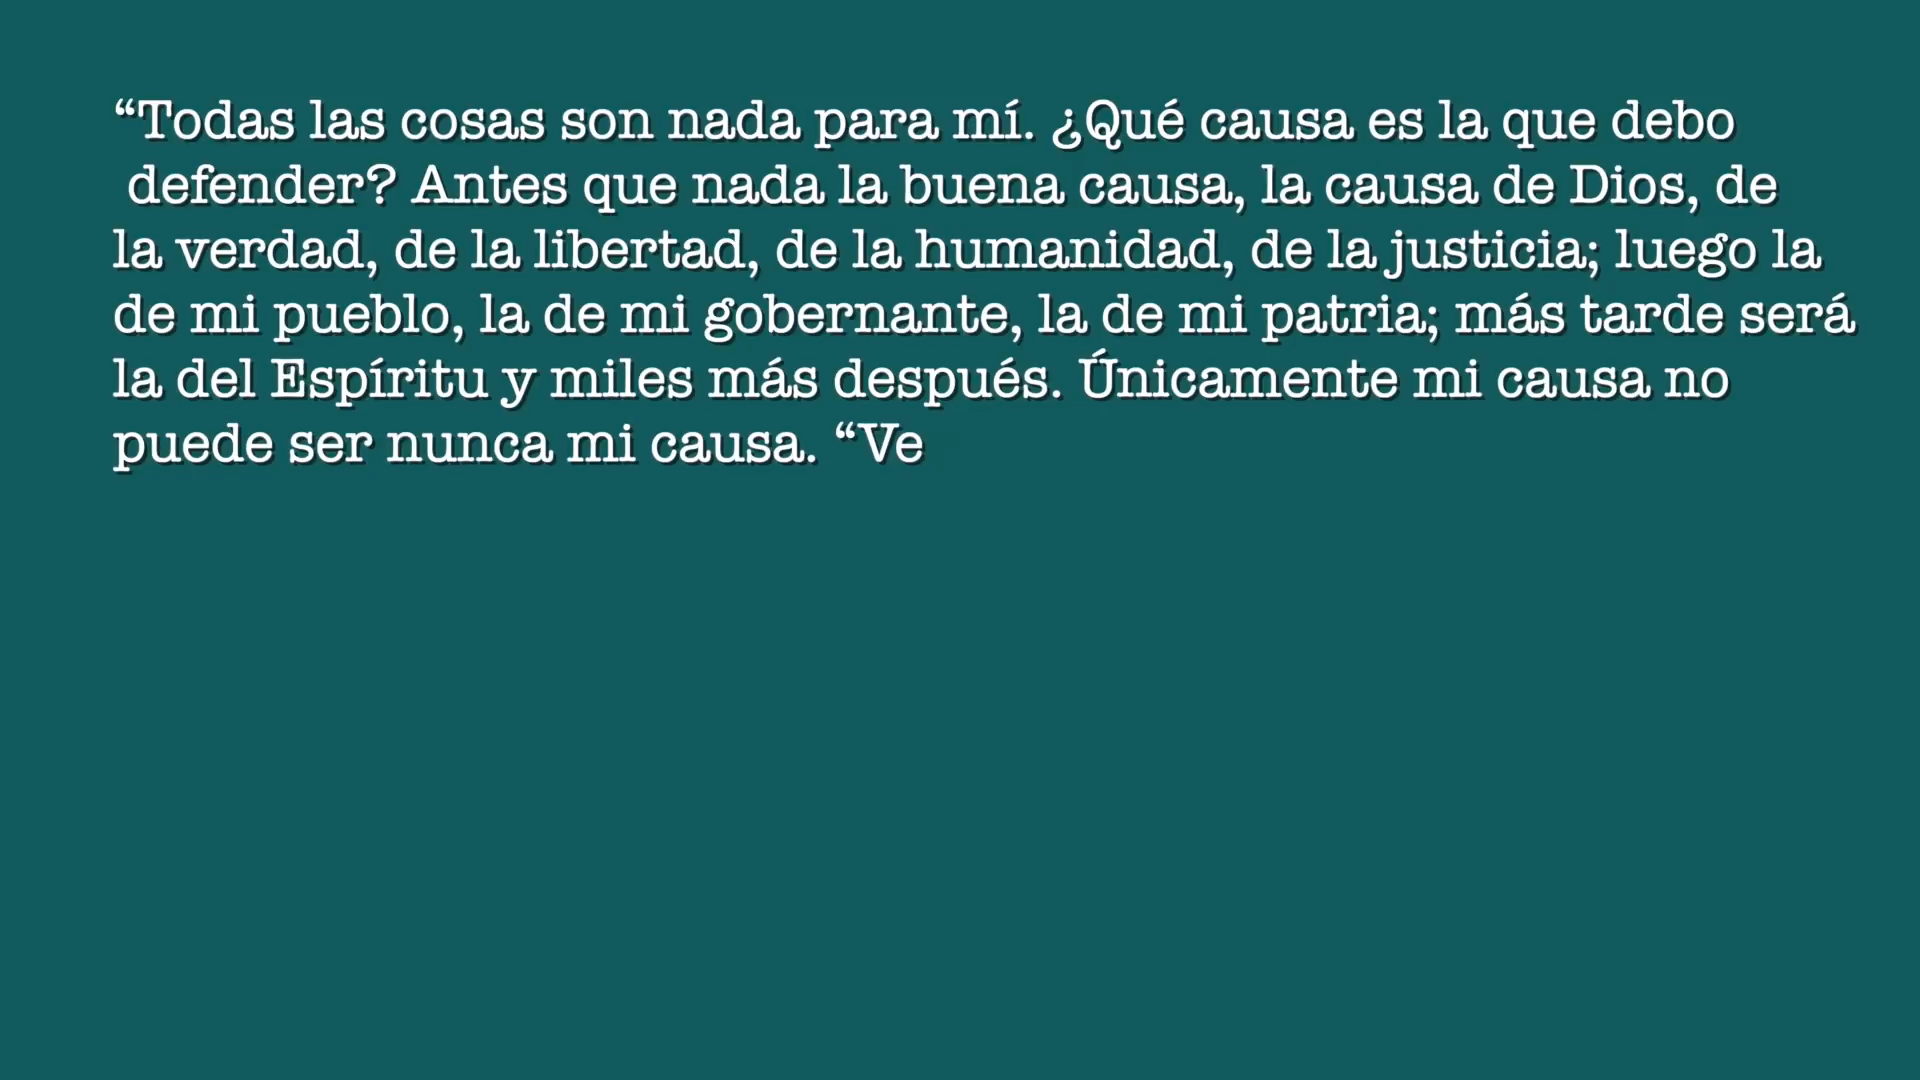 “Todas las cosas son nada para mí. ¿Qué causa es la que debo
defender? Antes que nada la buena causa, la causa de Dios, de
la verdad, de la libertad, de la humanidad, de la justicia; luego la
de mi pueblo, la de mi gobernante, la de mi patria; más tarde será
la del Espíritu y miles más después. Únicamente mi causa no
puede ser nunca mi causa. “Ve